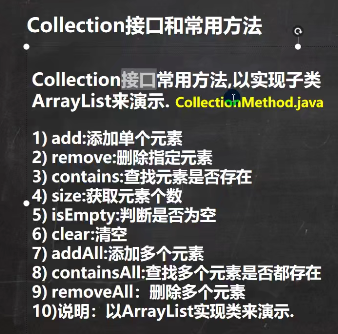 Collection接口和常用方法
Collection接口常用方法,以实现子类
ArrayList来演示. CollectionMethod.java
1) add:添加单个元素
2) remove:删除指定元素
3) contains:查找元素是否存在
4) size:获取元素个数
5) isEmpty:判断是否为空
6) clear:清空
7) addAll:添加多个元素
8) containsAll:查找多个元素是否都存在
9) removeAll：删除多个元素
10)说明：以ArrayList实现类来演示.